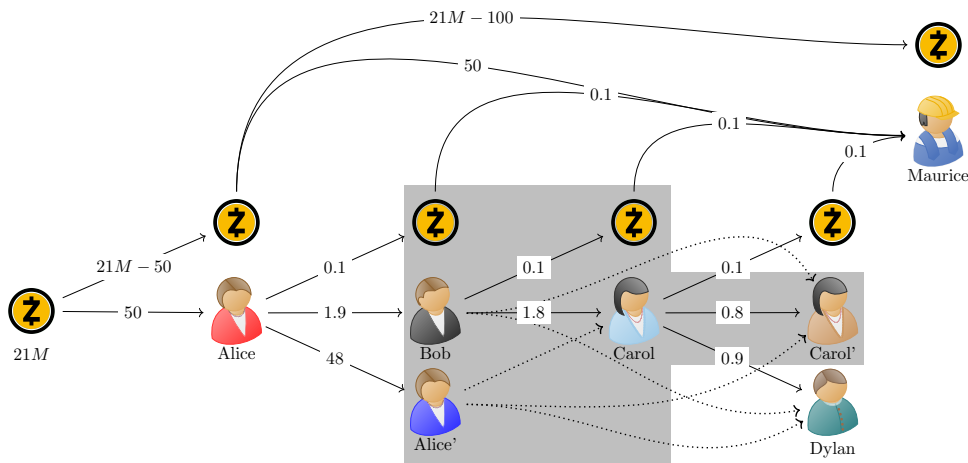 21M − 100
50
0.1
0.1
Maurice
0.1
21M − 50
0.1
0.1
0.1
50
1.9
1.8
0.8
21M
Alice
Bob
Carol
Carol'
48
0.9
Alice'
Dylan